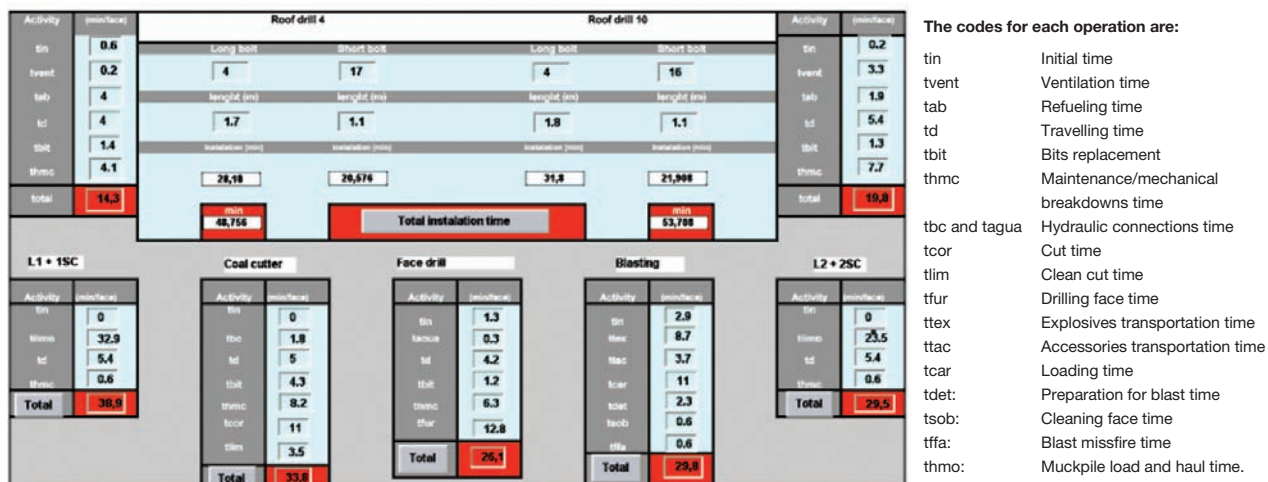 Activity (min/face) Roof drill 4 Roof drill 10 Activity (min/face)
tin 0.6 Long bolt Short bolt Long bolt Short bolt tin 0.2
tvent 0.2 4 17 4 16 tvent 3.3
tab 4 lenght (m) lenght (m) lenght (m) lenght (m) tab 1.9
td 4 1.7 1.1 1.8 1.1 td 5.4
tbit 1.4 instalation (min) instalation (min) instalation (min) instalation (min) tbit 1.3
thmc 4.1 28,18 20,576 31,8 21,908 thmc 7.7
total 14,3 min 48,756 Total instalation time min 53,708 total 19,8
L1 + 1SC
Activity (min/face)
tin 0
32.9
td 5.4
thmc 0.6
Total 38,9
Coal cutter
Activity (min/face)
tin 0
tbc 1.8
td 5
tbit 4.3
thmc 8.2
tcor 11
tlim 3.5
Total 33,8
Face drill
Activity (min/face)
tin 1.3
tagua 0.3
td 4.2
tbit 1.2
thmc 6.3
tfur 12.8
Total 26,1
Blasting
Activity (min/face)
tin 2.9
ttex 8.7
ttac 3.7
tcar 11
tdet 2.3
tsob 0.6
tffa 0.6
Total 29,8
L2 + 2SC
Activity (min/face)
tin 0
23.5
td 5.4
thmc 0.6
Total 29,5
The codes for each operation are:
tin Initial time
tvent Ventilation time
tab Refueling time
td Travelling time
tbit Bits replacement
thmc Maintenance/mechanical
breakdowns time
tbc and tagua Hydraulic connections time
tcor Cut time
tlim Clean cut time
tfur Drilling face time
ttex Explosives transportation time
ttac Accessories transportation time
tcar Loading time
tdet: Preparation for blast time
tsob: Cleaning face time
tffa: Blast missfire time
thmo: Muckpile load and haul time.